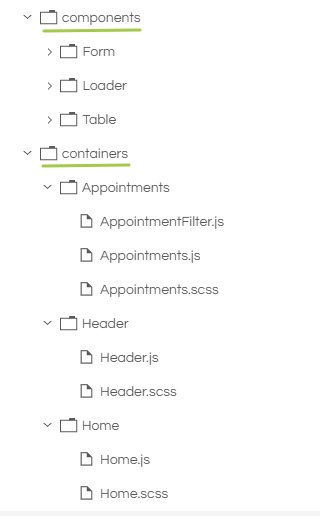 components
Form
Loader
Table
containers
Appointments
AppointmentFilter.js
Appointments.js
Appointments.scss
Header
Header.js
Header.scss
Home
Home.js
Home.scss